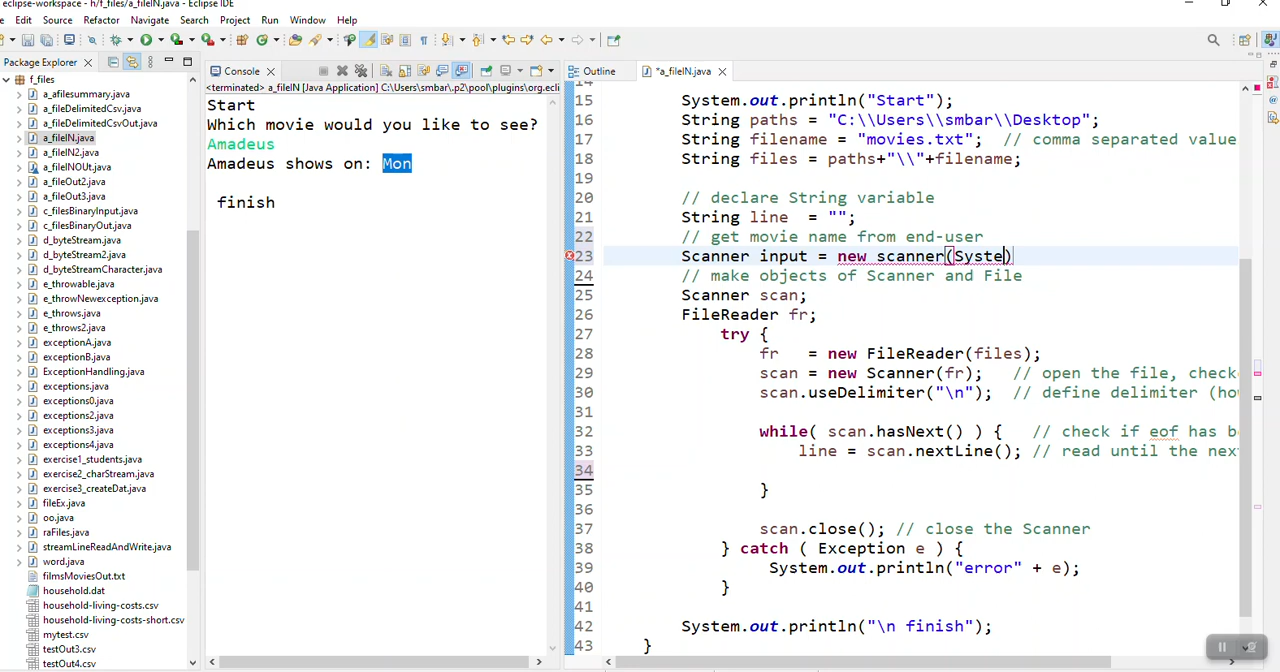 eclipse-workspace - h/f_files/a_fileIN.java - Eclipse IDE
e Edit Source Refactor Navigate Search Project Run Window Help
Package Explorer
f_files
a_afilesummary.java
a_fileDelimitedCsv.java
a_fileDelimitedCsvOut.java
a_fileIN.java
a_fileIN2.java
a_fileINOUt.java
a_fileOut2.java
a_fileOut3.java
c_filesBinaryInput.java
c_filesBinaryOut.java
d_byteStream.java
d_byteStream2.java
d_byteStreamCharacter.java
e_throwable.java
e_throwNewexception.java
e_throws.java
e_throws2.java
exceptionA.java
exceptionB.java
ExceptionHandling.java
exceptions.java
exceptions0.java
exceptions2.java
exceptions3.java
exceptions4.java
exercise1_students.java
exercise2_charStream.java
exercise3_createDat.java
fileEx.java
oo.java
raFiles.java
streamLineReadAndWrite.java
word.java
filmsMoviesOut.txt
household.dat
household-living-costs.csv
household-living-costs-short.csv
mytest.csv
testOut3.csv
testOut4.csv
Console
<terminated> a_fileIN [Java Application] C:\Users\smbar\.p2\pool\plugins\org.ecli
Start
Which movie would you like to see?
Amadeus
Amadeus shows on: Mon
finish
Outline *a_fileIN.java
14
15 System.out.println("Start");
16 String paths = "C:\\Users\\smbar\\Desktop";
17 String filename = "movies.txt"; // comma separated value
18 String files = paths+"\\"+filename;
19
20 // declare String variable
21 String line = "";
22 // get movie name from end-user
23 Scanner input = new scanner(Syste)
24 // make objects of Scanner and File
25 Scanner scan;
26 FileReader fr;
27 try {
28 fr = new FileReader(files);
29 scan = new Scanner(fr); // open the file, check
30 scan.useDelimiter("\n"); // define delimiter (ho
31
32 while( scan.hasNext() ) { // check if eof has b
33 line = scan.nextLine(); // read until the nex
34
35 }
36
37 scan.close(); // close the Scanner
38 } catch ( Exception e ) {
39 System.out.println("error" + e);
40 }
41
42 System.out.println("\n finish");
43 }